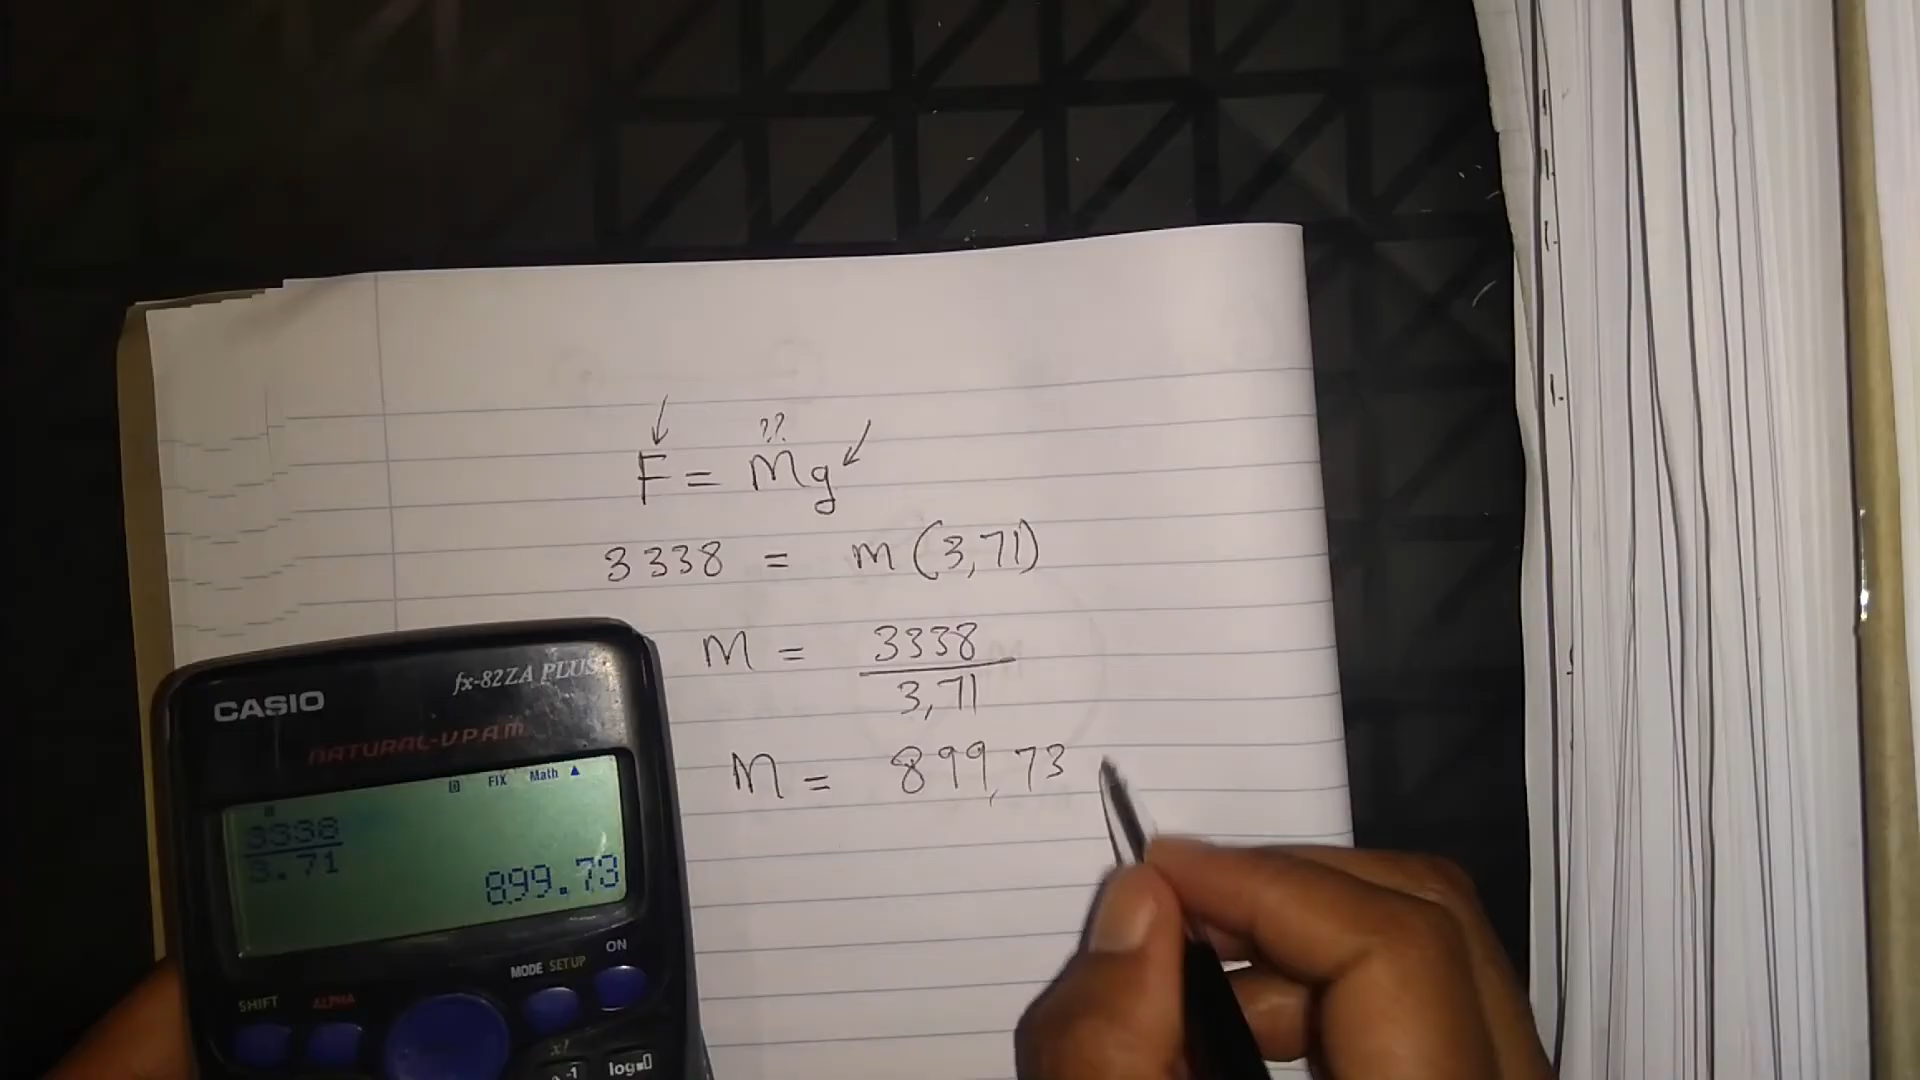 ??
F = Mg
3338 = m (3,71)
M = 3338
3,71
M = 899,73
CASIO fx-82ZA PLUS
NATURAL-V.P.A.M.
FIX Math ▲
3338
3.71
899.73
ON
MODE SETUP
SHIFT ALPHA
x!
log